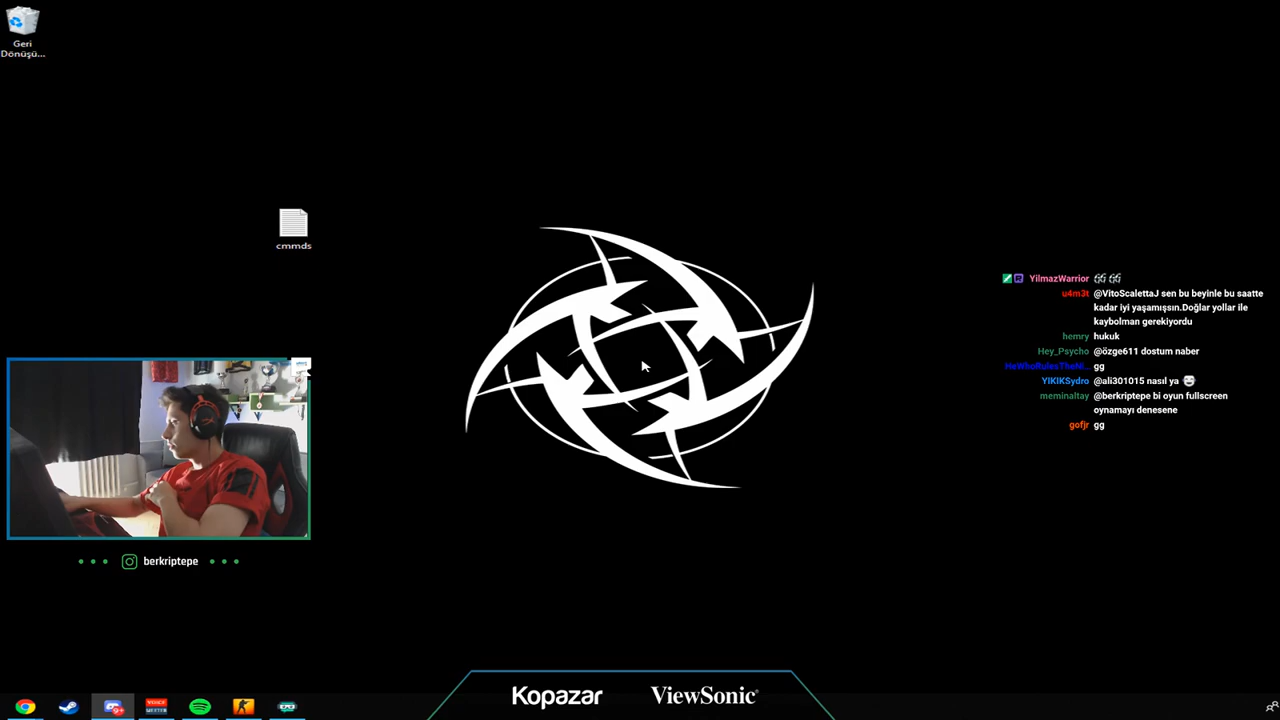 Geri
Dönüşü...
cmmds
YilmazWarrior
u4m3t @VitoScalettaJ sen bu beyinle bu saatte
kadar iyi yaşamışsın.Doğlar yollar ile
kaybolman gerekiyordu
hemry hukuk
Hey_Psycho @özge611 dostum naber
HeWhoRulesTheNi... gg
YIKIKSydro @ali301015 nasıl ya
meminaltay @berkriptepe bi oyun fullscreen
oynamayı denesene
gofjr gg
berkriptepe
Kopazar ViewSonic